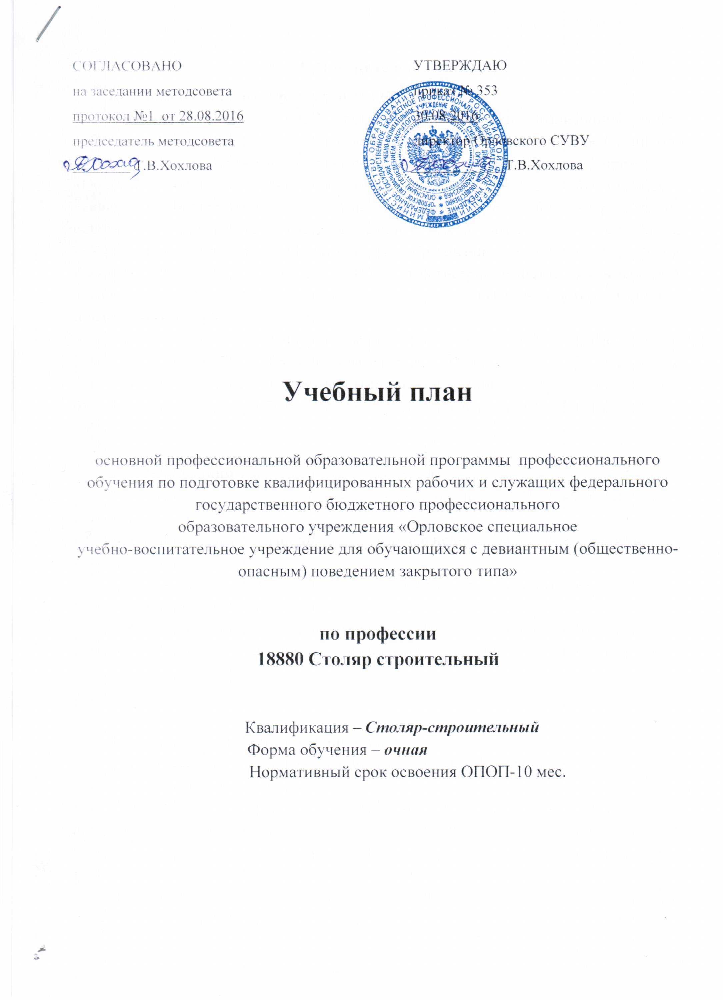 СОГЛАСОВАНО
на заседании методсовета
протокол №1 от 28.08.2016
председатель методсовета
Т.В.Хохлова
УТВЕРЖДАЮ
приказ № 353
30.08.2016
директор Орловского СУВУ
Т.В.Хохлова
Учебный план
основной профессиональной образовательной программы профессионального
обучения по подготовке квалифицированных рабочих и служащих федерального
государственного бюджетного профессионального
образовательного учреждения «Орловское специальное
учебно-воспитательное учреждение для обучающихся с девиантным (общественно-
опасным) поведением закрытого типа»
по профессии
18880 Столяр строительный
Квалификация – Столяр-строительный
Форма обучения – очная
Нормативный срок освоения ОПОП-10 мес.